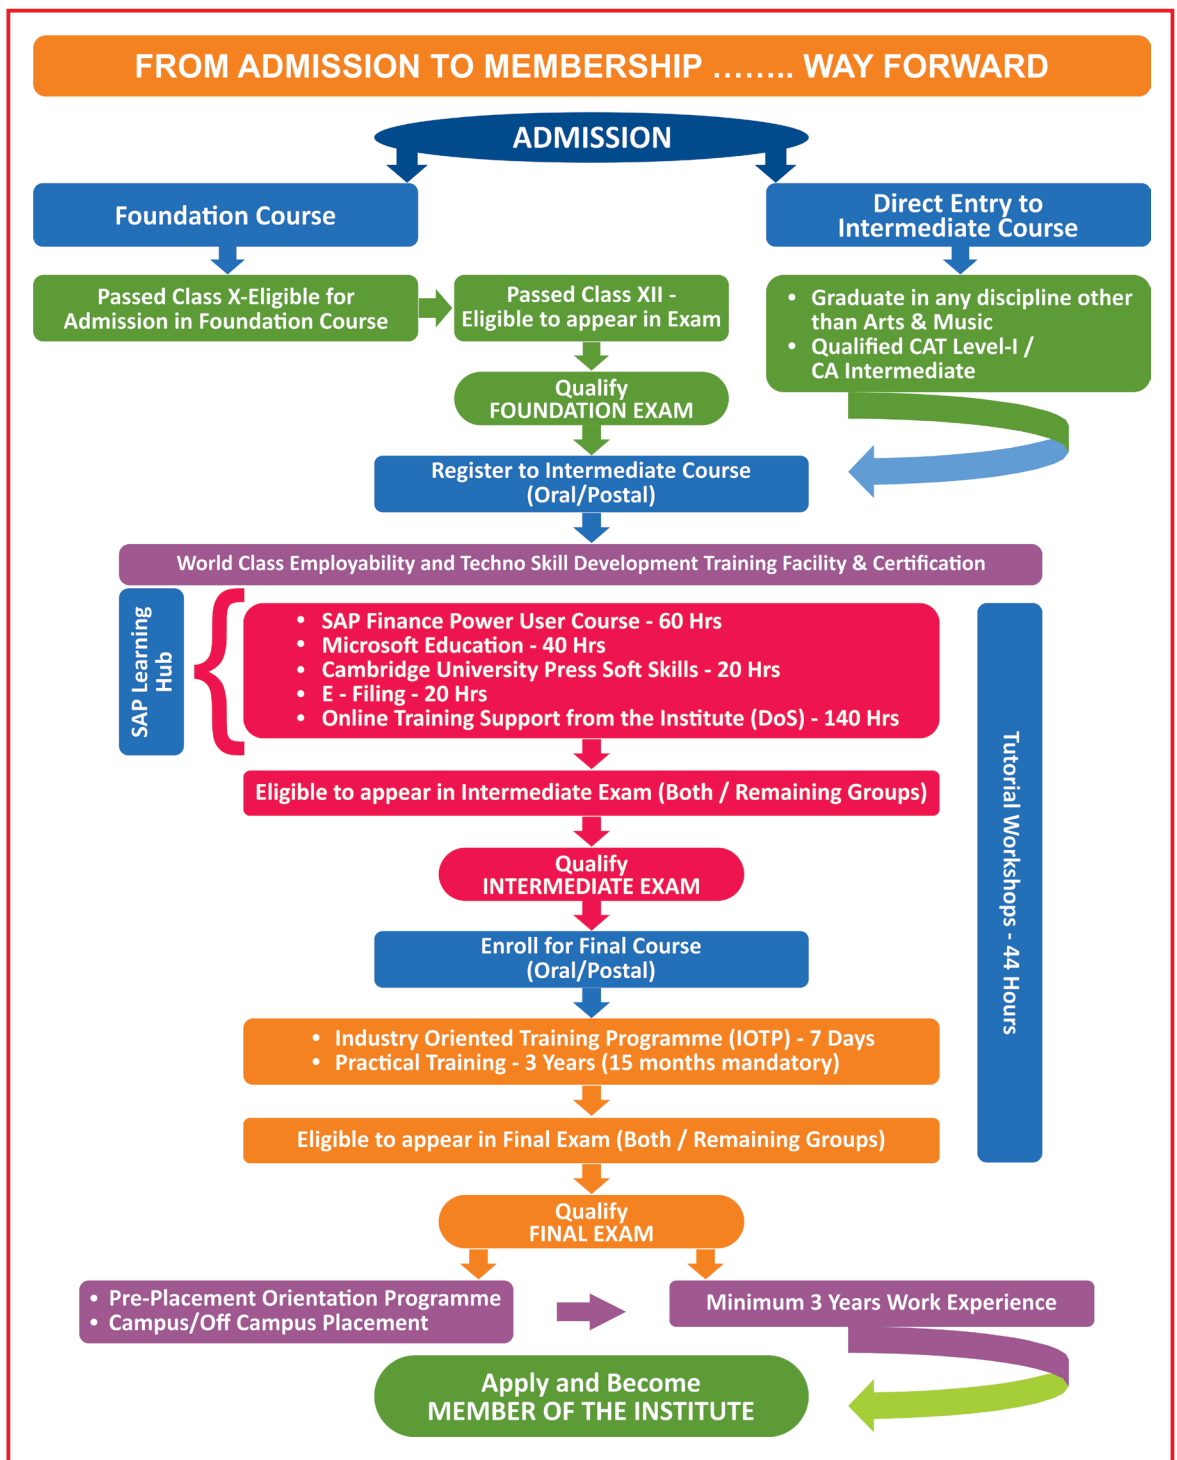 FROM ADMISSION TO MEMBERSHIP …….. WAY FORWARD
ADMISSION
Foundation Course
Direct Entry to
Intermediate Course
Passed Class X-Eligible for
Admission in Foundation Course
Passed Class XII -
Eligible to appear in Exam
• Graduate in any discipline other
than Arts & Music
• Qualified CAT Level-I /
CA Intermediate
Qualify
FOUNDATION EXAM
Register to Intermediate Course
(Oral/Postal)
World Class Employability and Techno Skill Development Training Facility & Certification
SAP Learning
Hub
• SAP Finance Power User Course - 60 Hrs
• Microsoft Education - 40 Hrs
• Cambridge University Press Soft Skills - 20 Hrs
• E - Filing - 20 Hrs
• Online Training Support from the Institute (DoS) - 140 Hrs
Tutorial Workshops - 44 Hours
Eligible to appear in Intermediate Exam (Both / Remaining Groups)
Qualify
INTERMEDIATE EXAM
Enroll for Final Course
(Oral/Postal)
• Industry Oriented Training Programme (IOTP) - 7 Days
• Practical Training - 3 Years (15 months mandatory)
Eligible to appear in Final Exam (Both / Remaining Groups)
Qualify
FINAL EXAM
• Pre-Placement Orientation Programme
• Campus/Off Campus Placement
Minimum 3 Years Work Experience
Apply and Become
MEMBER OF THE INSTITUTE